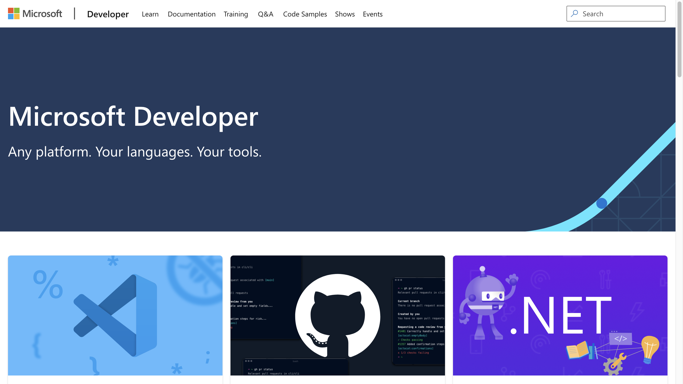 Microsoft Developer Learn Documentation Training Q&A Code Samples Shows Events Search
Microsoft Developer
Any platform. Your languages. Your tools.
.NET
</>